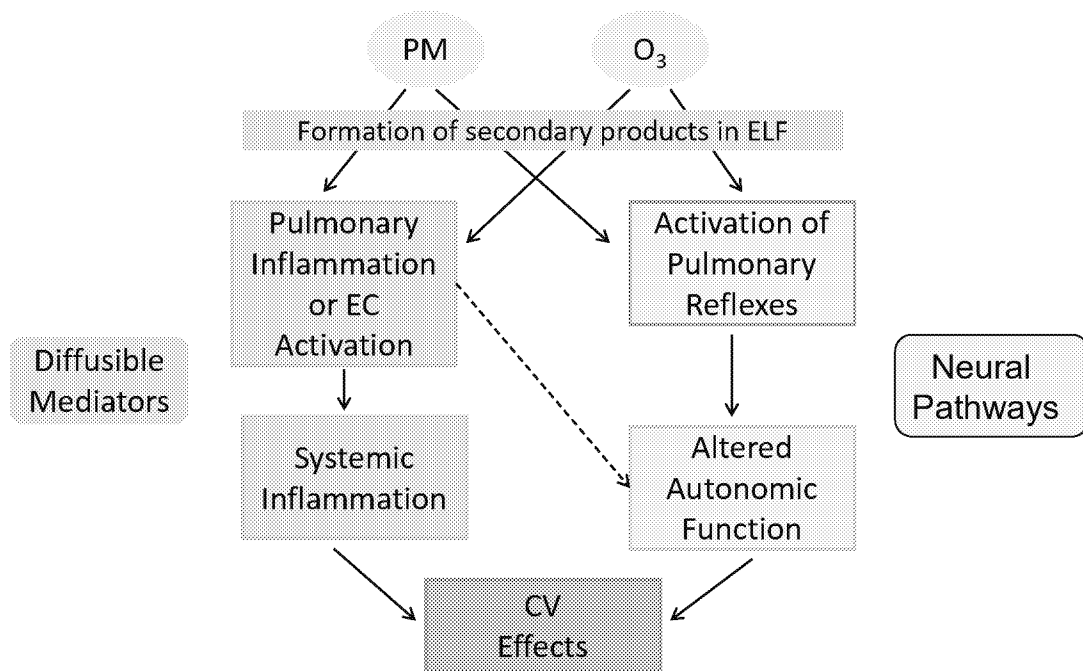 PM
O3
Formation of secondary products in ELF
Pulmonary
Inflammation
or EC
Activation
Activation of
Pulmonary
Reflexes
Diffusible
Mediators
Neural
Pathways
Systemic
Inflammation
Altered
Autonomic
Function
CV
Effects